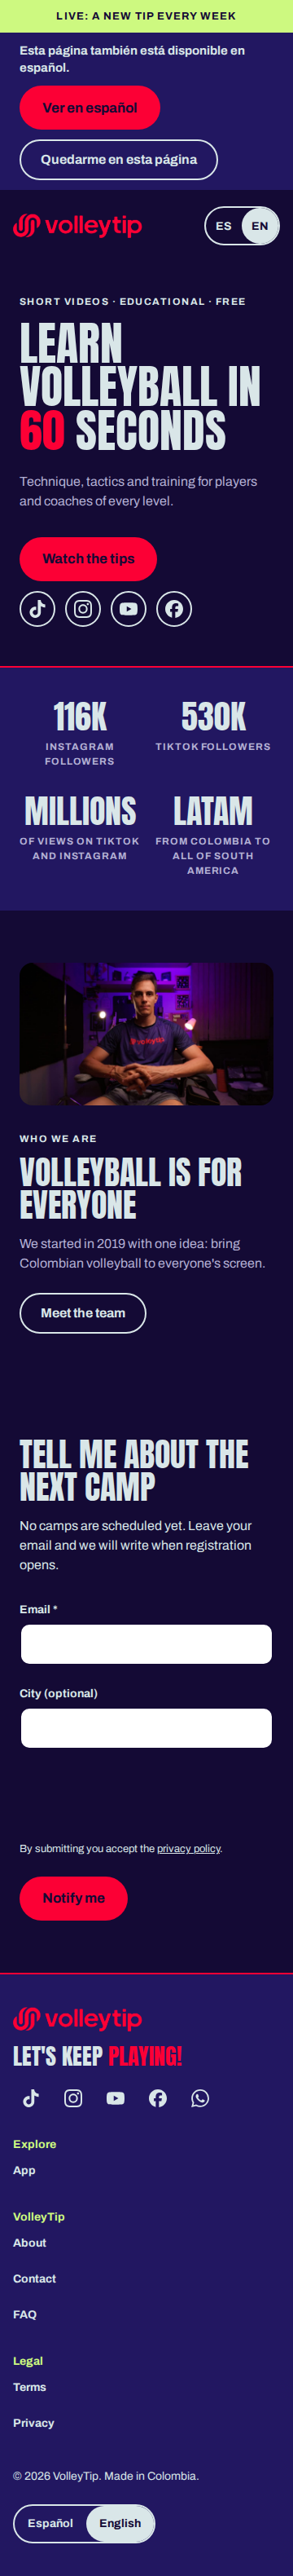 LIVE: A NEW TIP EVERY WEEK
Esta página también está disponible en
español.
Ver en español
Quedarme en esta página
volleytip
ES EN
SHORT VIDEOS · EDUCATIONAL · FREE
LEARN
VOLLEYBALL IN
60 SECONDS
Technique, tactics and training for players
and coaches of every level.
Watch the tips
116K
INSTAGRAM
FOLLOWERS
530K
TIKTOK FOLLOWERS
MILLIONS
OF VIEWS ON TIKTOK
AND INSTAGRAM
LATAM
FROM COLOMBIA TO
ALL OF SOUTH
AMERICA
volleytip
WHO WE ARE
VOLLEYBALL IS FOR
EVERYONE
We started in 2019 with one idea: bring
Colombian volleyball to everyone's screen.
Meet the team
TELL ME ABOUT THE
NEXT CAMP
No camps are scheduled yet. Leave your
email and we will write when registration
opens.
Email *
City (optional)
By submitting you accept the privacy policy.
Notify me
volleytip
LET'S KEEP PLAYING!
Explore
App
VolleyTip
About
Contact
FAQ
Legal
Terms
Privacy
© 2026 VolleyTip. Made in Colombia.
Español English